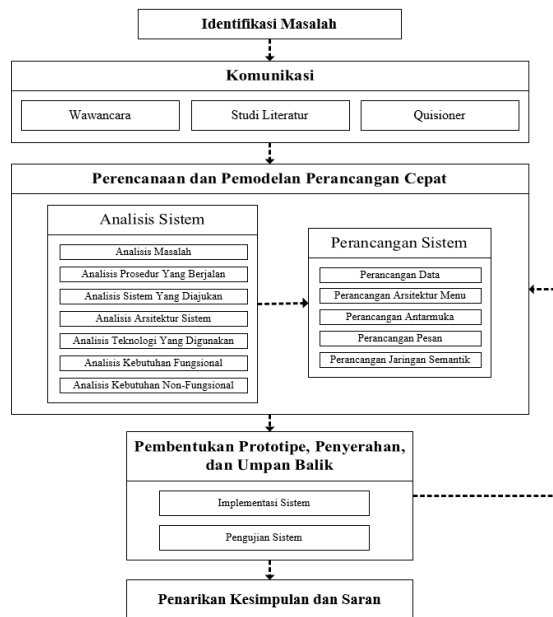 Identifikasi Masalah
Komunikasi
Wawancara
Studi Literatur
Quisioner
Perencanaan dan Pemodelan Perancangan Cepat
Analisis Sistem
Analisis Masalah
Analisis Prosedur Yang Berjalan
Analisis Sistem Yang Diajukan
Analisis Arsitektur Sistem
Analisis Teknologi Yang Digunakan
Analisis Kebutuhan Fungsional
Analisis Kebutuhan Non-Fungsional
Perancangan Sistem
Perancangan Data
Perancangan Arsitektur Menu
Perancangan Antarmuka
Perancangan Pesan
Perancangan Jaringan Semantik
Pembentukan Prototipe, Penyerahan,
dan Umpan Balik
Implementasi Sistem
Pengujian Sistem
Penarikan Kesimpulan dan Saran